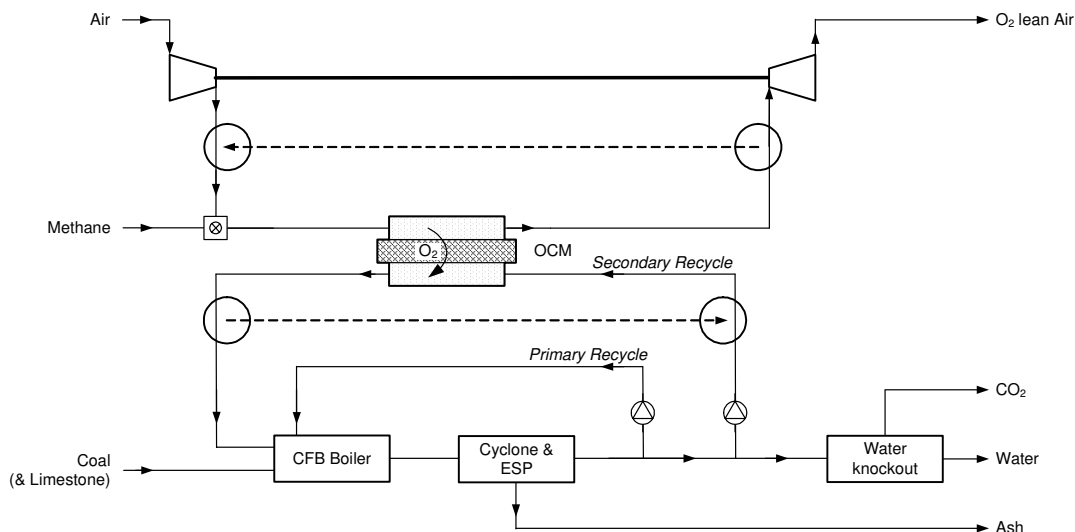 Air
O₂ lean Air
Methane
O₂
OCM
Secondary Recycle
Primary Recycle
CO₂
Coal
(& Limestone)
CFB Boiler
Cyclone &
ESP
Water
knockout
Water
Ash